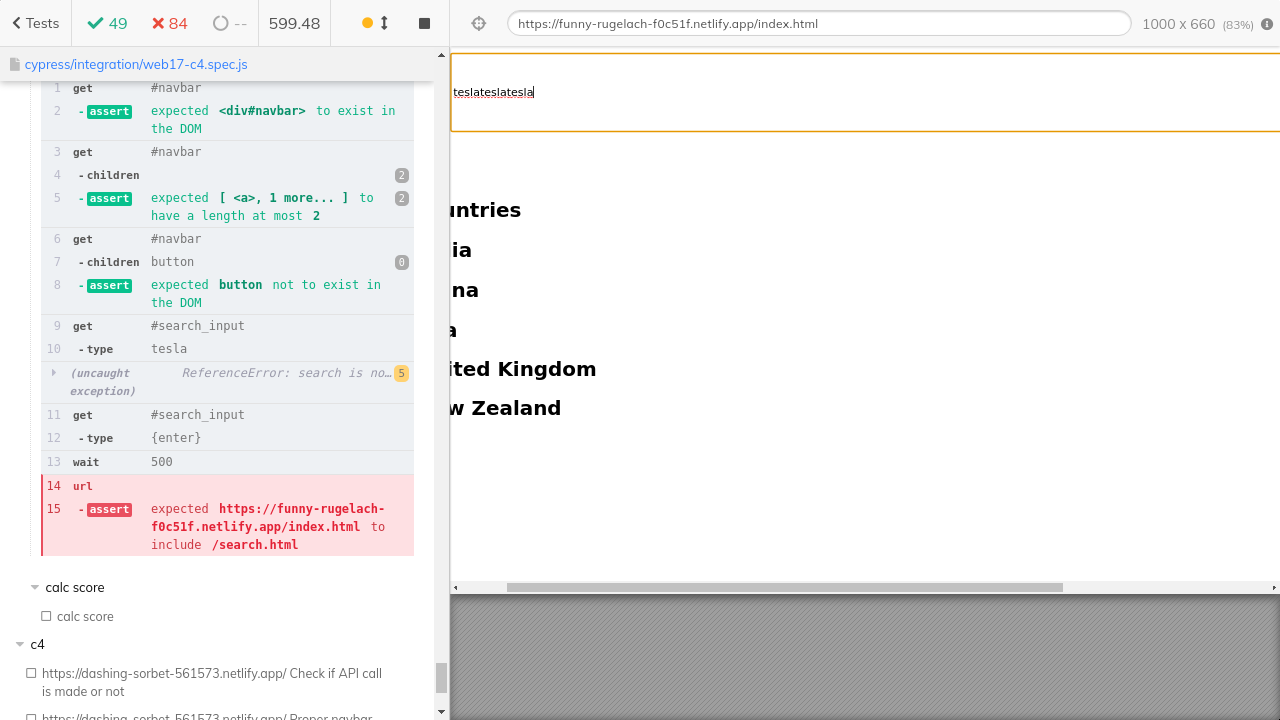 Tests
49
84
--
599.48
https://funny-rugelach-f0c51f.netlify.app/index.html
1000 x 660 (83%)
cypress/integration/web17-c4.spec.js
1 get #navbar
2 - assert expected <div#navbar> to exist in
the DOM
3 get #navbar
4 - children 2
5 - assert expected [ <a>, 1 more... ] to 2
have a length at most 2
6 get #navbar
7 - children button 0
8 - assert expected button not to exist in
the DOM
9 get #search_input
10 - type tesla
(uncaught ReferenceError: search is no… 5
exception)
11 get #search_input
12 - type {enter}
13 wait 500
14 url
15 - assert expected https://funny-rugelach-
f0c51f.netlify.app/index.html to
include /search.html
calc score
calc score
c4
https://dashing-sorbet-561573.netlify.app/ Check if API call
is made or not
https://dashing-sorbet-561573.netlify.app/ Proper navbar
teslateslatesla
untries
ia
na
a
ited Kingdom
w Zealand